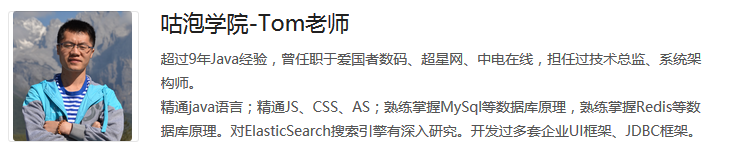 咕泡学院-Tom老师
超过9年Java经验，曾任职于爱国者数码、超星网、中电在线，担任过技术总监、系统架
构师。
精通java语言；精通JS、CSS、AS；熟练掌握MySql等数据库原理，熟练掌握Redis等数
据库原理。对ElasticSearch搜索引擎有深入研究。开发过多套企业UI框架、JDBC框架。